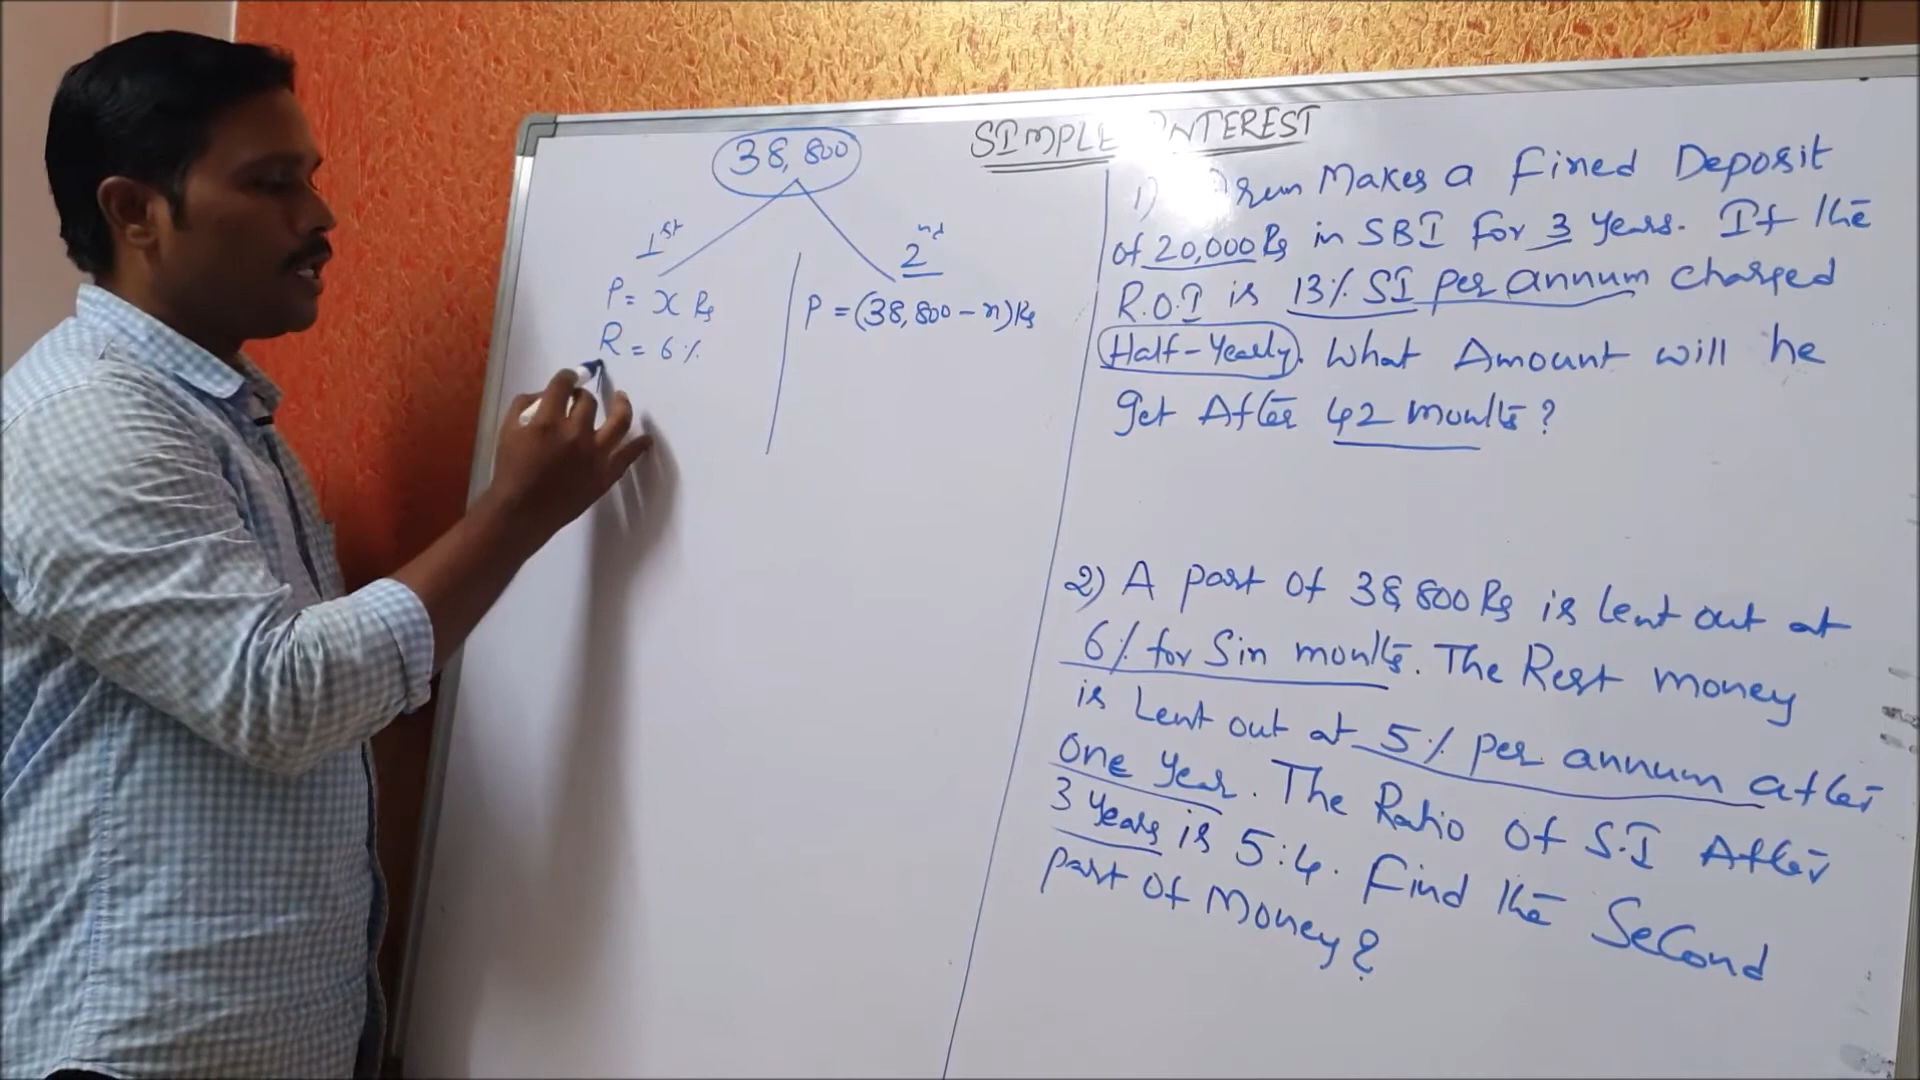 SIMPLE INTEREST
38,800
1st
2nd
P = x Rs
P = (38,800 - x) Rs
R = 6%
1) Makes a Fixed Deposit
of 20,000 Rs in SBI for 3 years. If the
R.O.I is 13% SI per annum charged
Half-Yearly. What Amount will he
get After 42 months?
2) A part of 38,800 Rs is lent out at
6% for Six months. The Rest money
is Lent out at 5% per annum after
One Year. The Ratio of S.I After
3 Years is 5:4. Find the Second
part of Money?